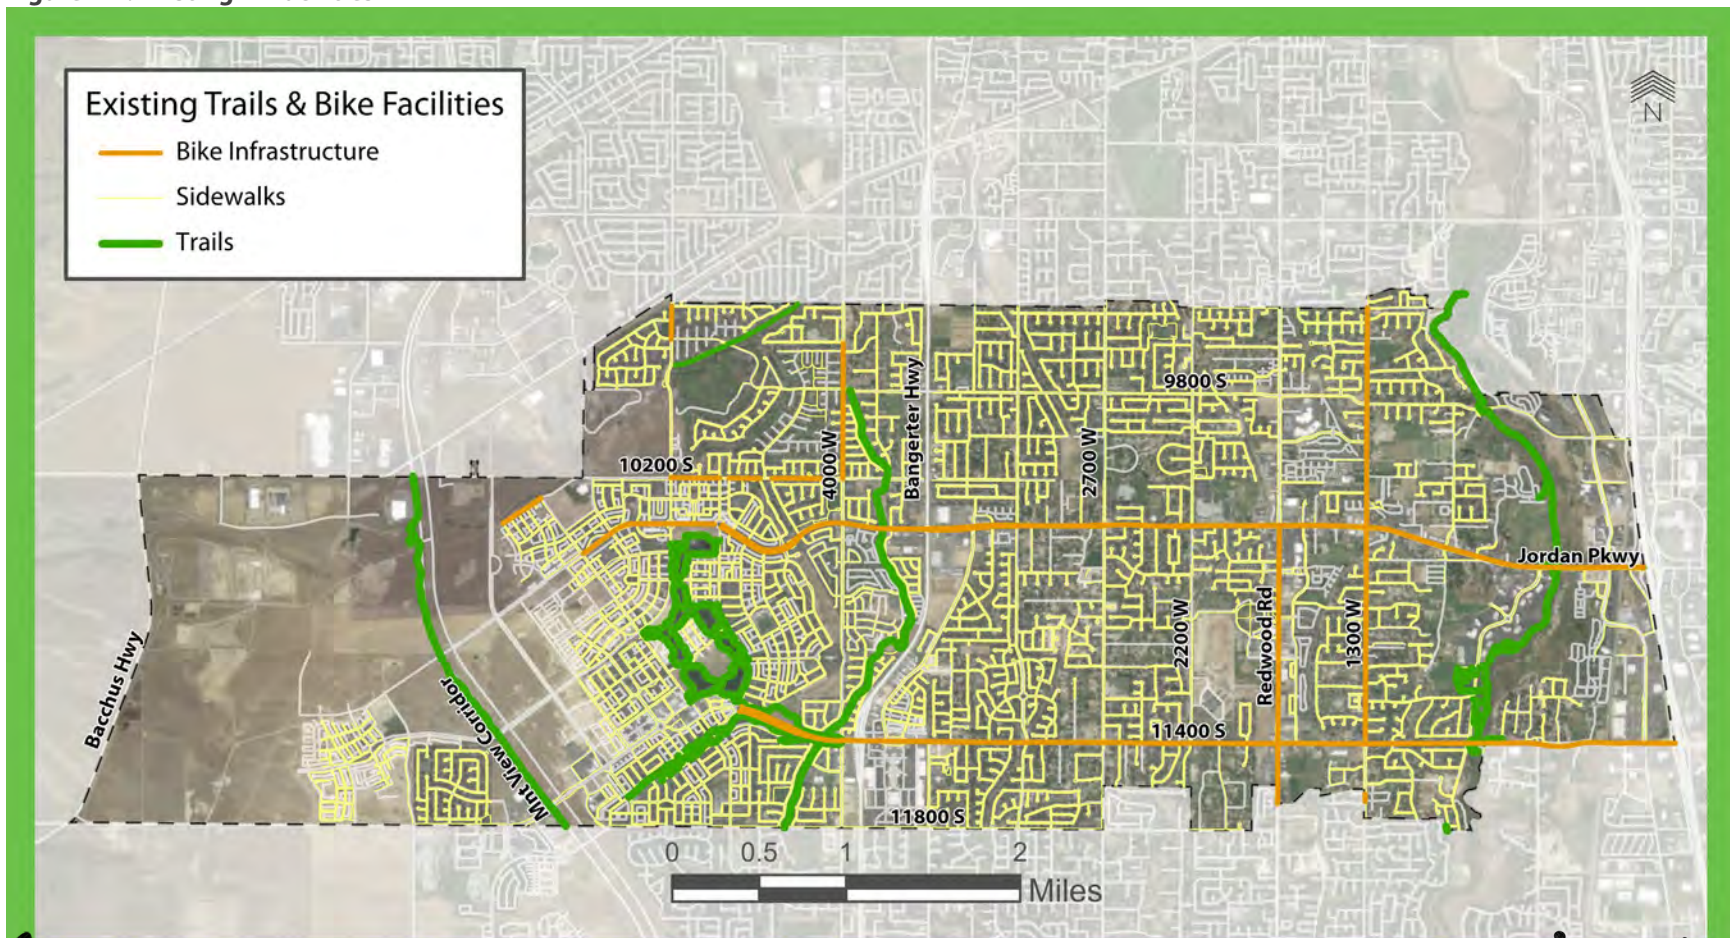 Existing Trails & Bike Facilities
Bike Infrastructure
Sidewalks
Trails
N
9800 S
Bangerter Hwy
4000 W
2700 W
10200 S
Jordan Pkwy
2200 W
Redwood Rd
1300 W
Bacchus Hwy
Mnt View Corridor
11400 S
11800 S
0 0.5 1 2
Miles